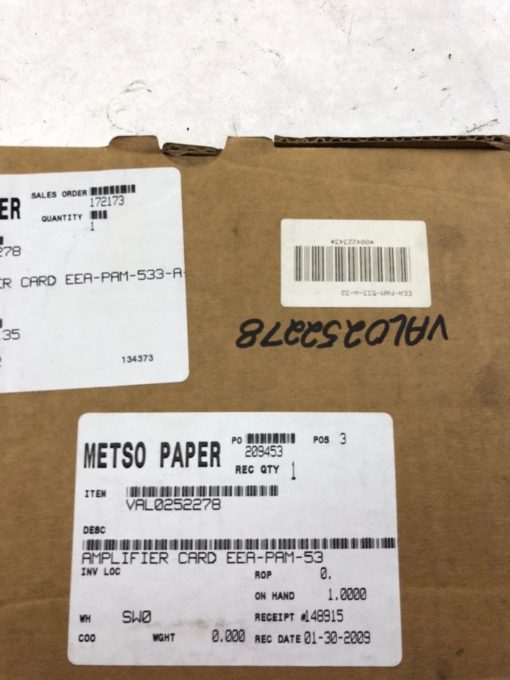 ER
SALES ORDER
172173
QUANTITY
1
278
ER CARD EEA-PAM-533-A-
.35
134373
*00422343*
EEA-PAM-533-A-32
VAL0252278
METSO PAPER
PO
209453
POS 3
REC QTY 1
ITEM
VAL0252278
DESC
AMPLIFIER CARD EEA-PAM-53
INV LOC
ROP 0.
ON HAND 1.0000
WH SW0
RECEIPT #148915
COO
WGHT 0.000
REC DATE 01-30-2009